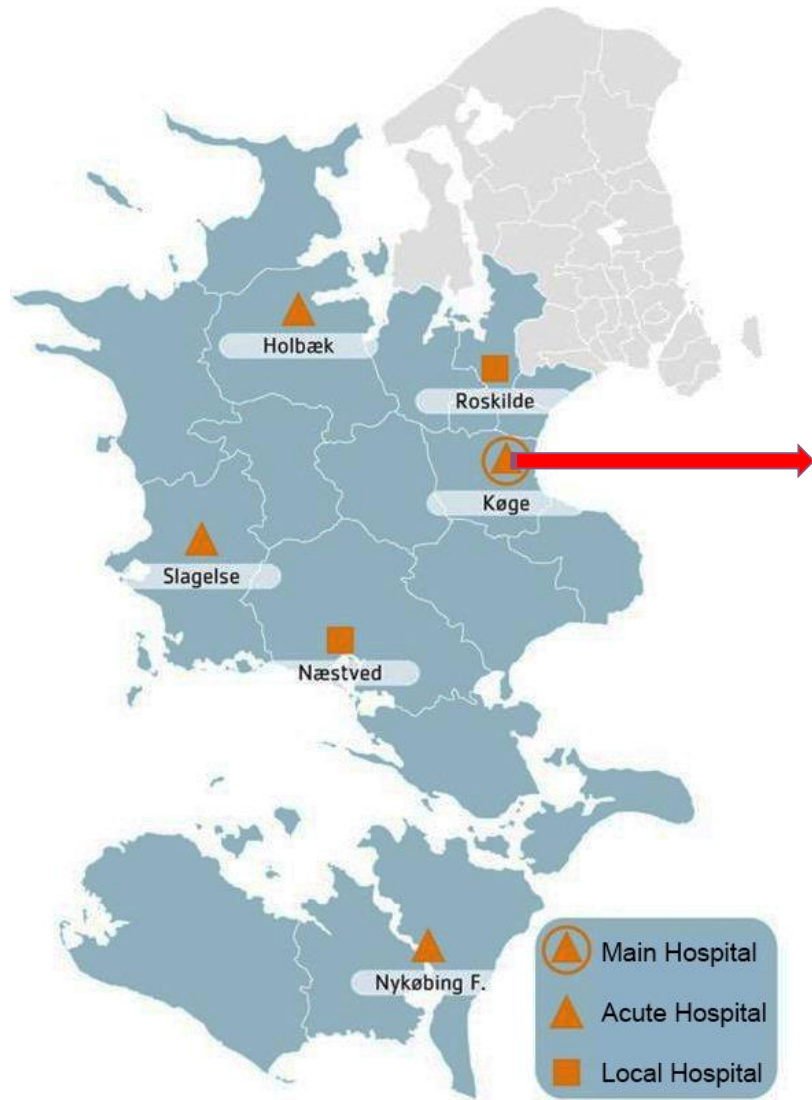 Holbæk
Roskilde
Køge
Slagelse
Næstved
Nykøbing F.
Main Hospital
Acute Hospital
Local Hospital